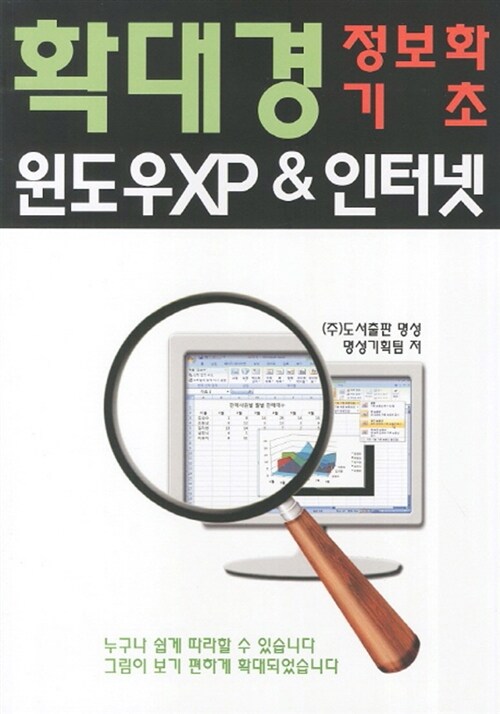 확대경
정보화
기초
윈도우XP & 인터넷
(주)도서출판 명성
명성기획팀 저
누구나 쉽게 따라할 수 있습니다
그림이 보기 편하게 확대되었습니다